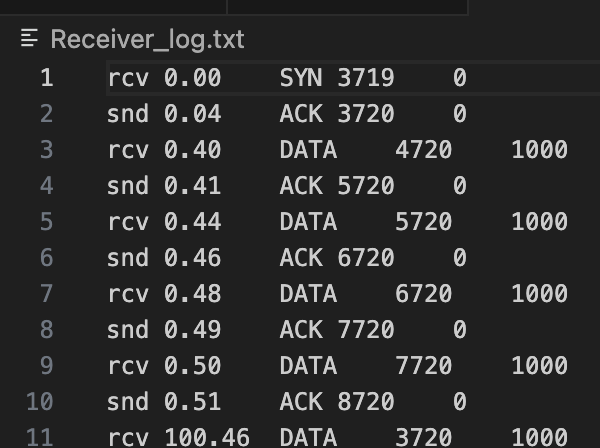 Receiver_log.txt
1 rcv 0.00 SYN 3719 0
2 snd 0.04 ACK 3720 0
3 rcv 0.40 DATA 4720 1000
4 snd 0.41 ACK 5720 0
5 rcv 0.44 DATA 5720 1000
6 snd 0.46 ACK 6720 0
7 rcv 0.48 DATA 6720 1000
8 snd 0.49 ACK 7720 0
9 rcv 0.50 DATA 7720 1000
10 snd 0.51 ACK 8720 0
11 rcv 100.46 DATA 3720 1000